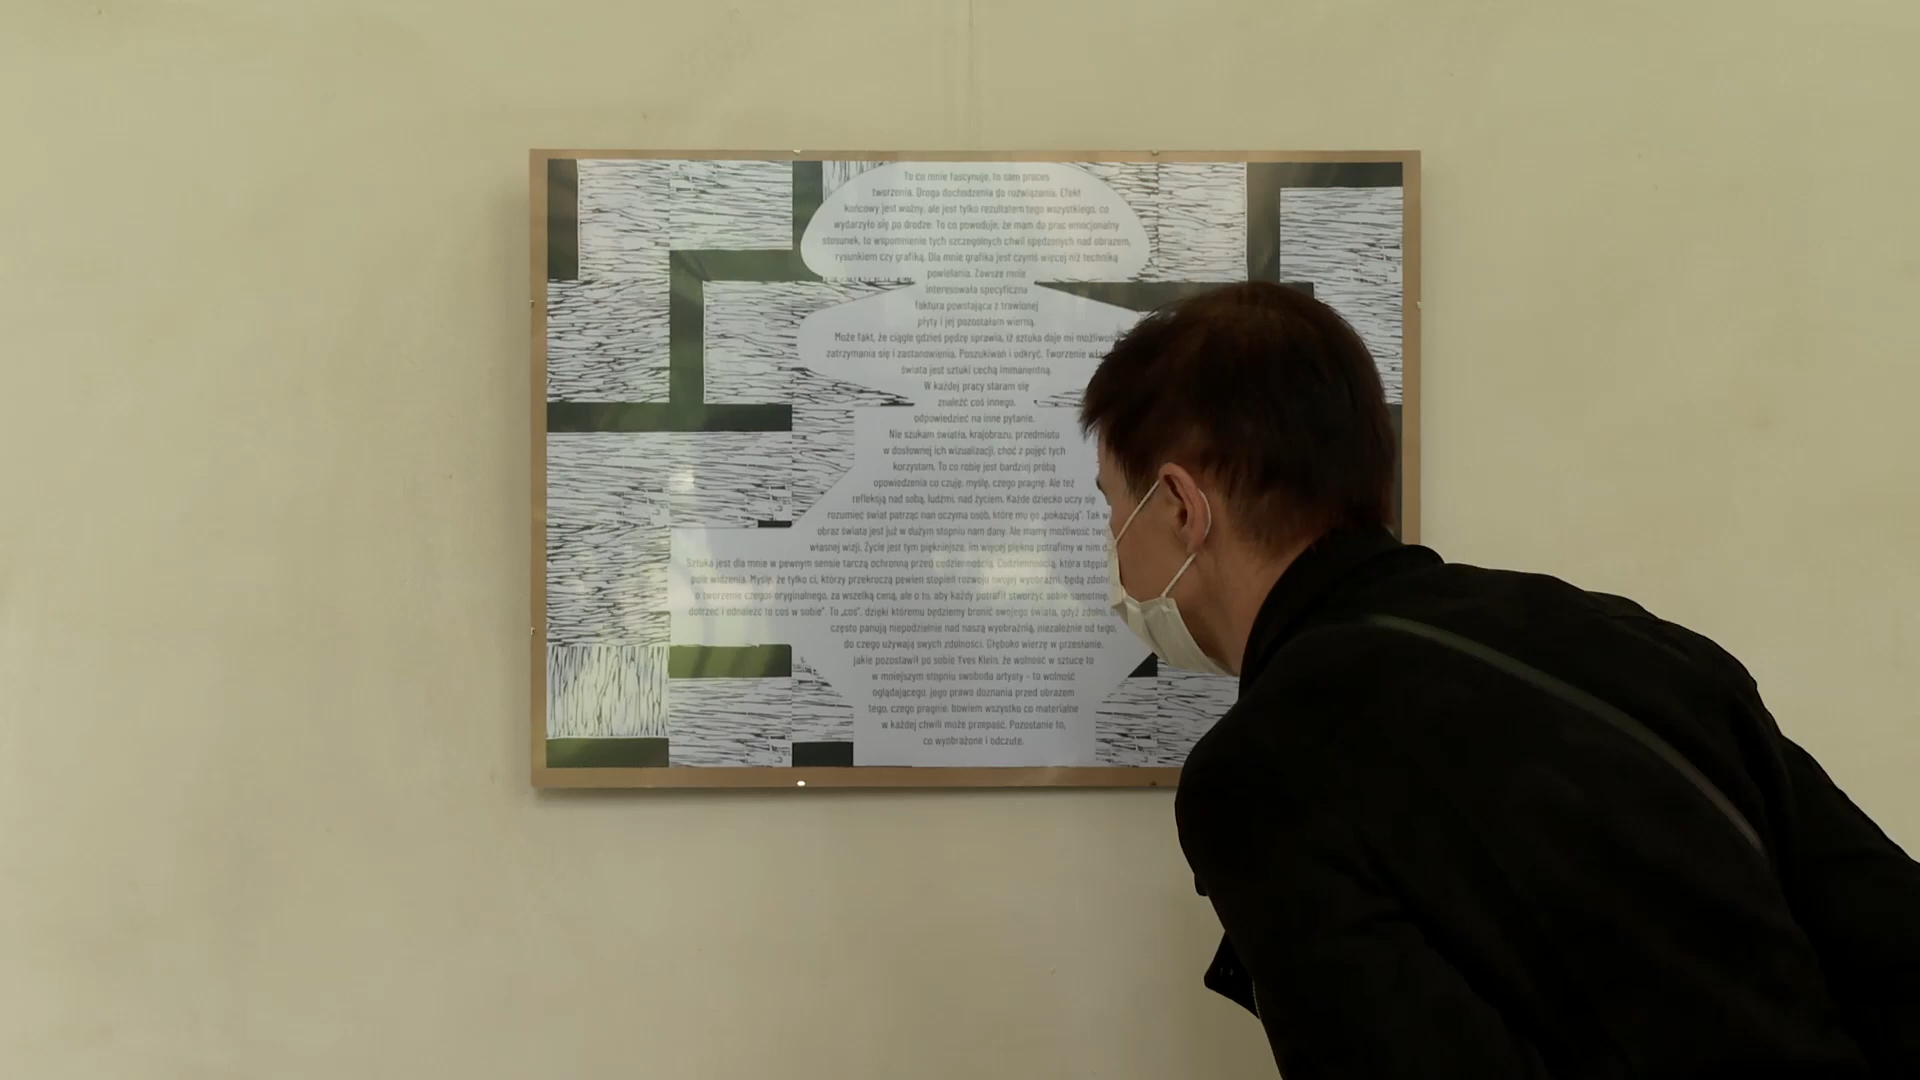 To co mnie fascynuje, to sam proces
tworzenia. Droga dochodzenia do rozwiązania. Efekt
końcowy jest ważny, ale jest tylko rezultatem tego wszystkiego, co
wydarzyło się po drodze. To co powoduje, że mam do prac emocjonalny
stosunek, to wspomnienie tych szczególnych chwil spędzonych nad obrazem,
rysunkiem czy grafiką. Dla mnie grafika jest czymś więcej niż techniką
powielania. Zawsze mnie
interesowała specyficzna
faktura powstająca z trawionej
płyty i jej pozostałam wierną.
Może fakt, że ciągle gdzieś pędzę sprawia, iż sztuka daje mi możliwość
zatrzymania się i zastanowienia. Poszukiwań i odkryć. Tworzenie
świata jest sztuki cechą immanentną.
W każdej pracy staram się
znaleźć coś innego,
odpowiedzieć na inne pytanie.
Nie szukam światła, krajobrazu, przedmiotu
w dosłownej ich wizualizacji, choć z pojęć tych
korzystam. To co robię jest bardziej próbą
opowiedzenia co czuję, myślę, czego pragnę. Ale też
refleksją nad sobą, ludźmi, nad życiem. Każde dziecko uczy się
rozumieć świat patrząc nań oczyma osób, które mu go „pokazują”. Tak
obraz świata jest już w dużym stopniu nam dany. Ale mamy możliwość
własnej wizji. Życie jest tym piękniejsze, im więcej piękna potrafimy w nim
Sztuka jest dla mnie w pewnym sensie tarczą ochronną przed codziennością. Codziennością, która stępia
pole widzenia. Myślę, że tylko ci, którzy przekroczą pewien stopień rozwoju swojej wyobraźni, będą
o tworzenie czegoś oryginalnego, za wszelką cenę, ale o to, aby każdy potrafił stworzyć sobie samotnię,
dotrzeć i odnaleźć to coś w sobie”. To „coś”, dzięki któremu będziemy bronić swojego świata, gdyż
często panują niepodzielnie nad naszą wyobraźnią, niezależnie od tego,
do czego używają swych zdolności. Głęboko wierzę w przesłanie,
jakie pozostawił po sobie Yves Klein, że wolność w sztuce to
w mniejszym stopniu swoboda artysty - to wolność
oglądającego, jego prawo doznania przed obrazem
tego, czego pragnie, bowiem wszystko co materialne
w każdej chwili może przepaść. Pozostanie to,
co wyobrażone i odczute.